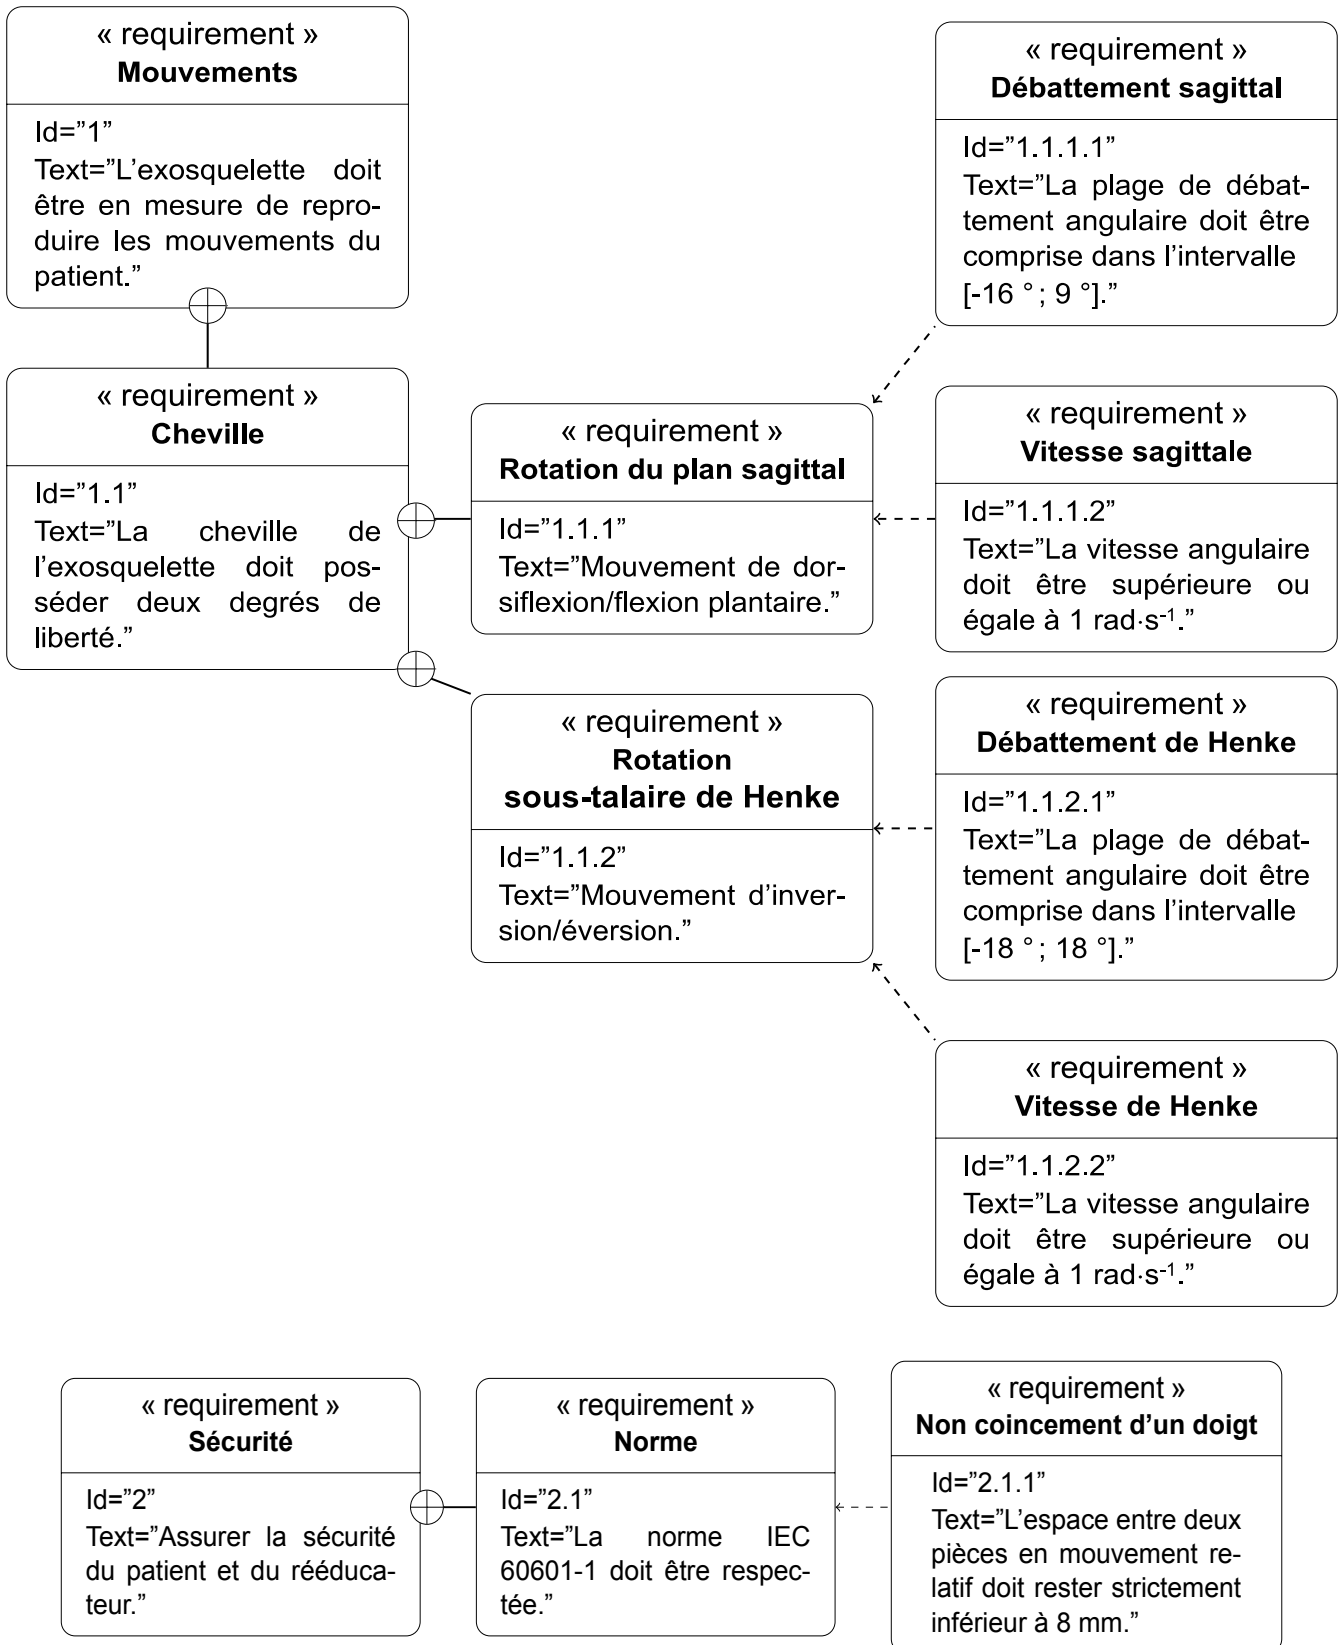 « requirement »
Mouvements
Id=”1”
Text=”L’exosquelette doit
être en mesure de repro-
duire les mouvements du
patient.”
« requirement »
Cheville
Id=”1.1”
Text=”La cheville de
l’exosquelette doit pos-
séder deux degrés de
liberté.”
« requirement »
Rotation du plan sagittal
Id=”1.1.1”
Text=”Mouvement de dor-
siflexion/flexion plantaire.”
« requirement »
Rotation
sous-talaire de Henke
Id=”1.1.2”
Text=”Mouvement d’inver-
sion/éversion.”
« requirement »
Débattement sagittal
Id=”1.1.1.1”
Text=”La plage de débat-
tement angulaire doit être
comprise dans l’intervalle
[-16 ° ; 9 °].”
« requirement »
Vitesse sagittale
Id=”1.1.1.2”
Text=”La vitesse angulaire
doit être supérieure ou
égale à 1 rad·s⁻¹.”
« requirement »
Débattement de Henke
Id=”1.1.2.1”
Text=”La plage de débat-
tement angulaire doit être
comprise dans l’intervalle
[-18 ° ; 18 °].”
« requirement »
Vitesse de Henke
Id=”1.1.2.2”
Text=”La vitesse angulaire
doit être supérieure ou
égale à 1 rad·s⁻¹.”
« requirement »
Sécurité
Id=”2”
Text=”Assurer la sécurité
du patient et du rééduca-
teur.”
« requirement »
Norme
Id=”2.1”
Text=”La norme IEC
60601-1 doit être respec-
tée.”
« requirement »
Non coincement d’un doigt
Id=”2.1.1”
Text=”L’espace entre deux
pièces en mouvement re-
latif doit rester strictement
inférieur à 8 mm.”